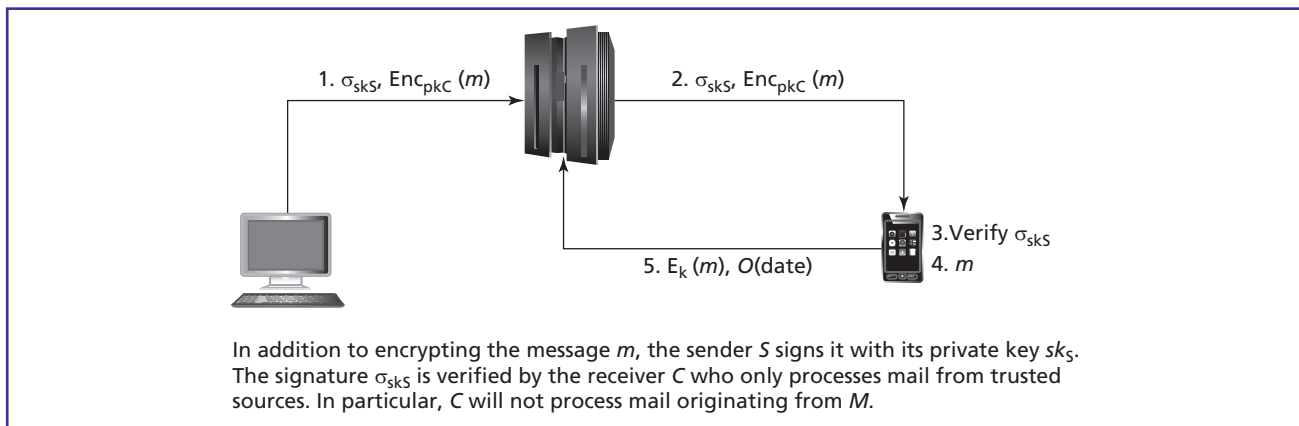 1. σskS, EncpkC (m)
2. σskS, EncpkC (m)
3.Verify σskS
4. m
5. Ek (m), O(date)
In addition to encrypting the message m, the sender S signs it with its private key skS.
The signature σskS is verified by the receiver C who only processes mail from trusted
sources. In particular, C will not process mail originating from M.